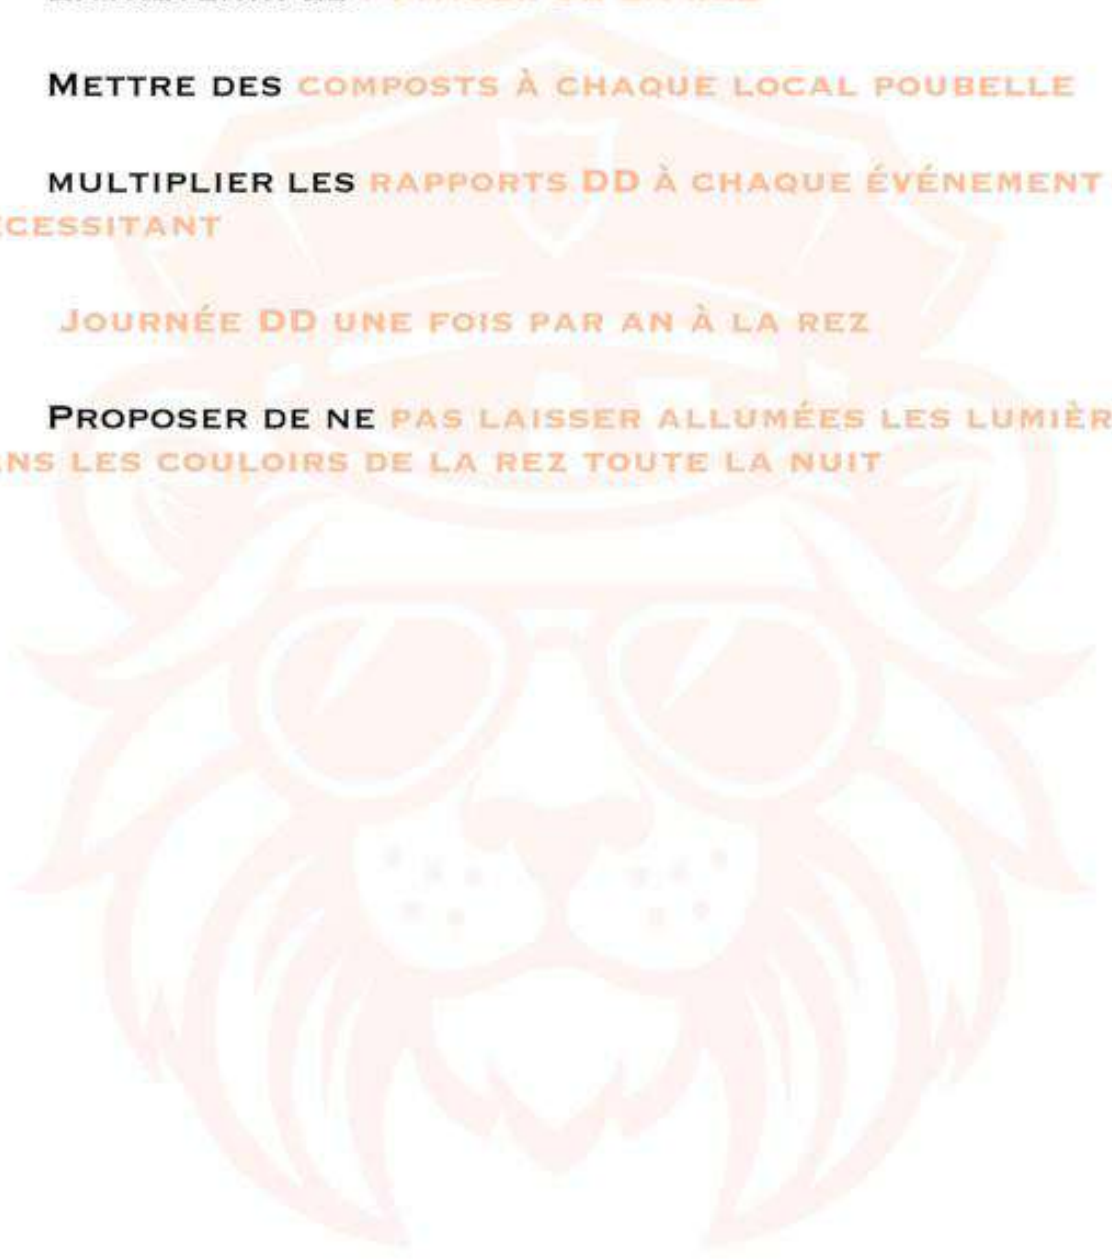 Mettre des composts à chaque local poubelle
multiplier les rapports DD à chaque événement
cessitant
Journée DD une fois par an à la rez
Proposer de ne pas laisser allumées les lumièr
ns les couloirs de la rez toute la nuit